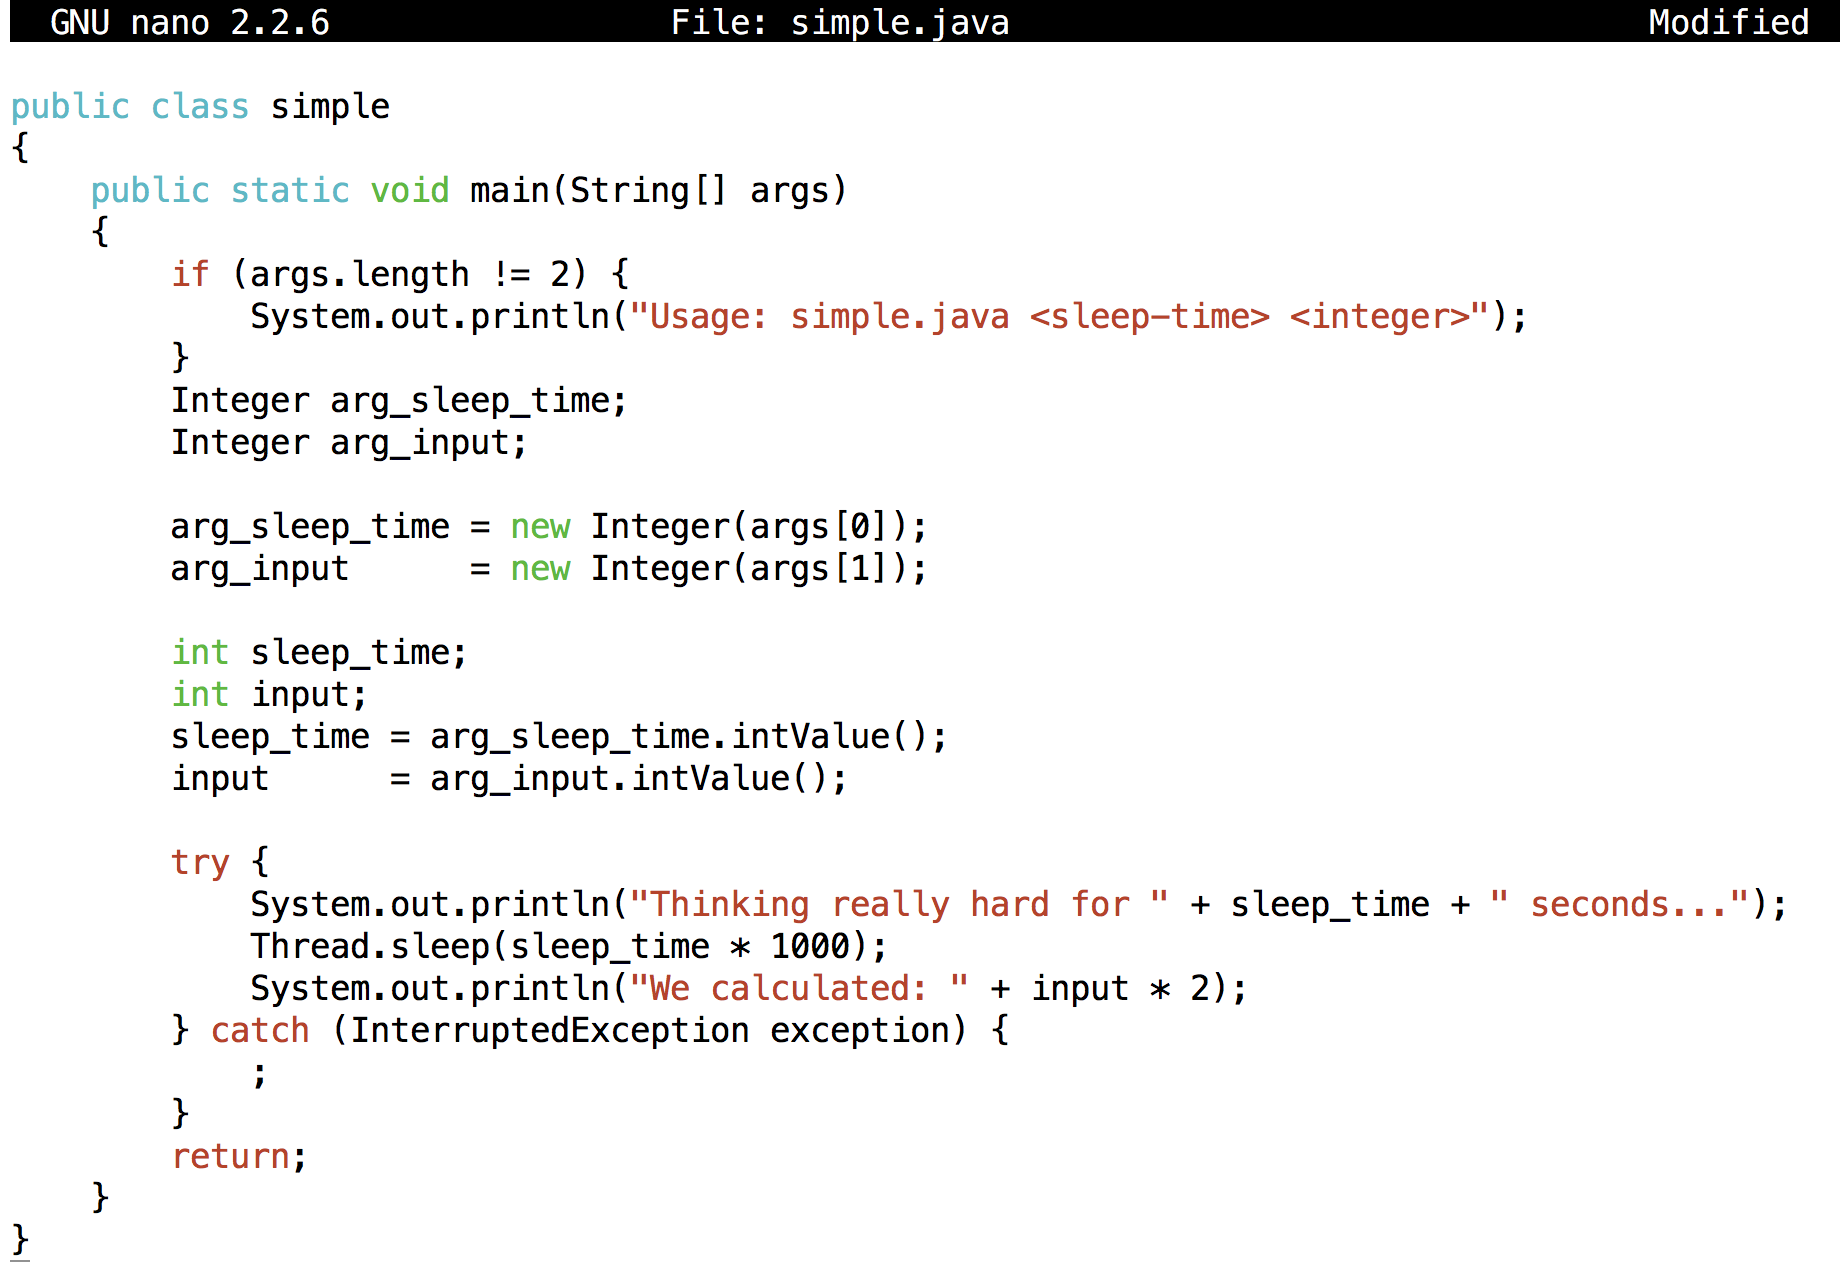 GNU nano 2.2.6 File: simple.java Modified
public class simple
{
    public static void main(String[] args)
    {
        if (args.length != 2) {
            System.out.println("Usage: simple.java <sleep-time> <integer>");
        }
        Integer arg_sleep_time;
        Integer arg_input;

        arg_sleep_time = new Integer(args[0]);
        arg_input      = new Integer(args[1]);

        int sleep_time;
        int input;
        sleep_time = arg_sleep_time.intValue();
        input      = arg_input.intValue();

        try {
            System.out.println("Thinking really hard for " + sleep_time + " seconds...");
            Thread.sleep(sleep_time * 1000);
            System.out.println("We calculated: " + input * 2);
        } catch (InterruptedException exception) {
            ;
        }
        return;
    }
}